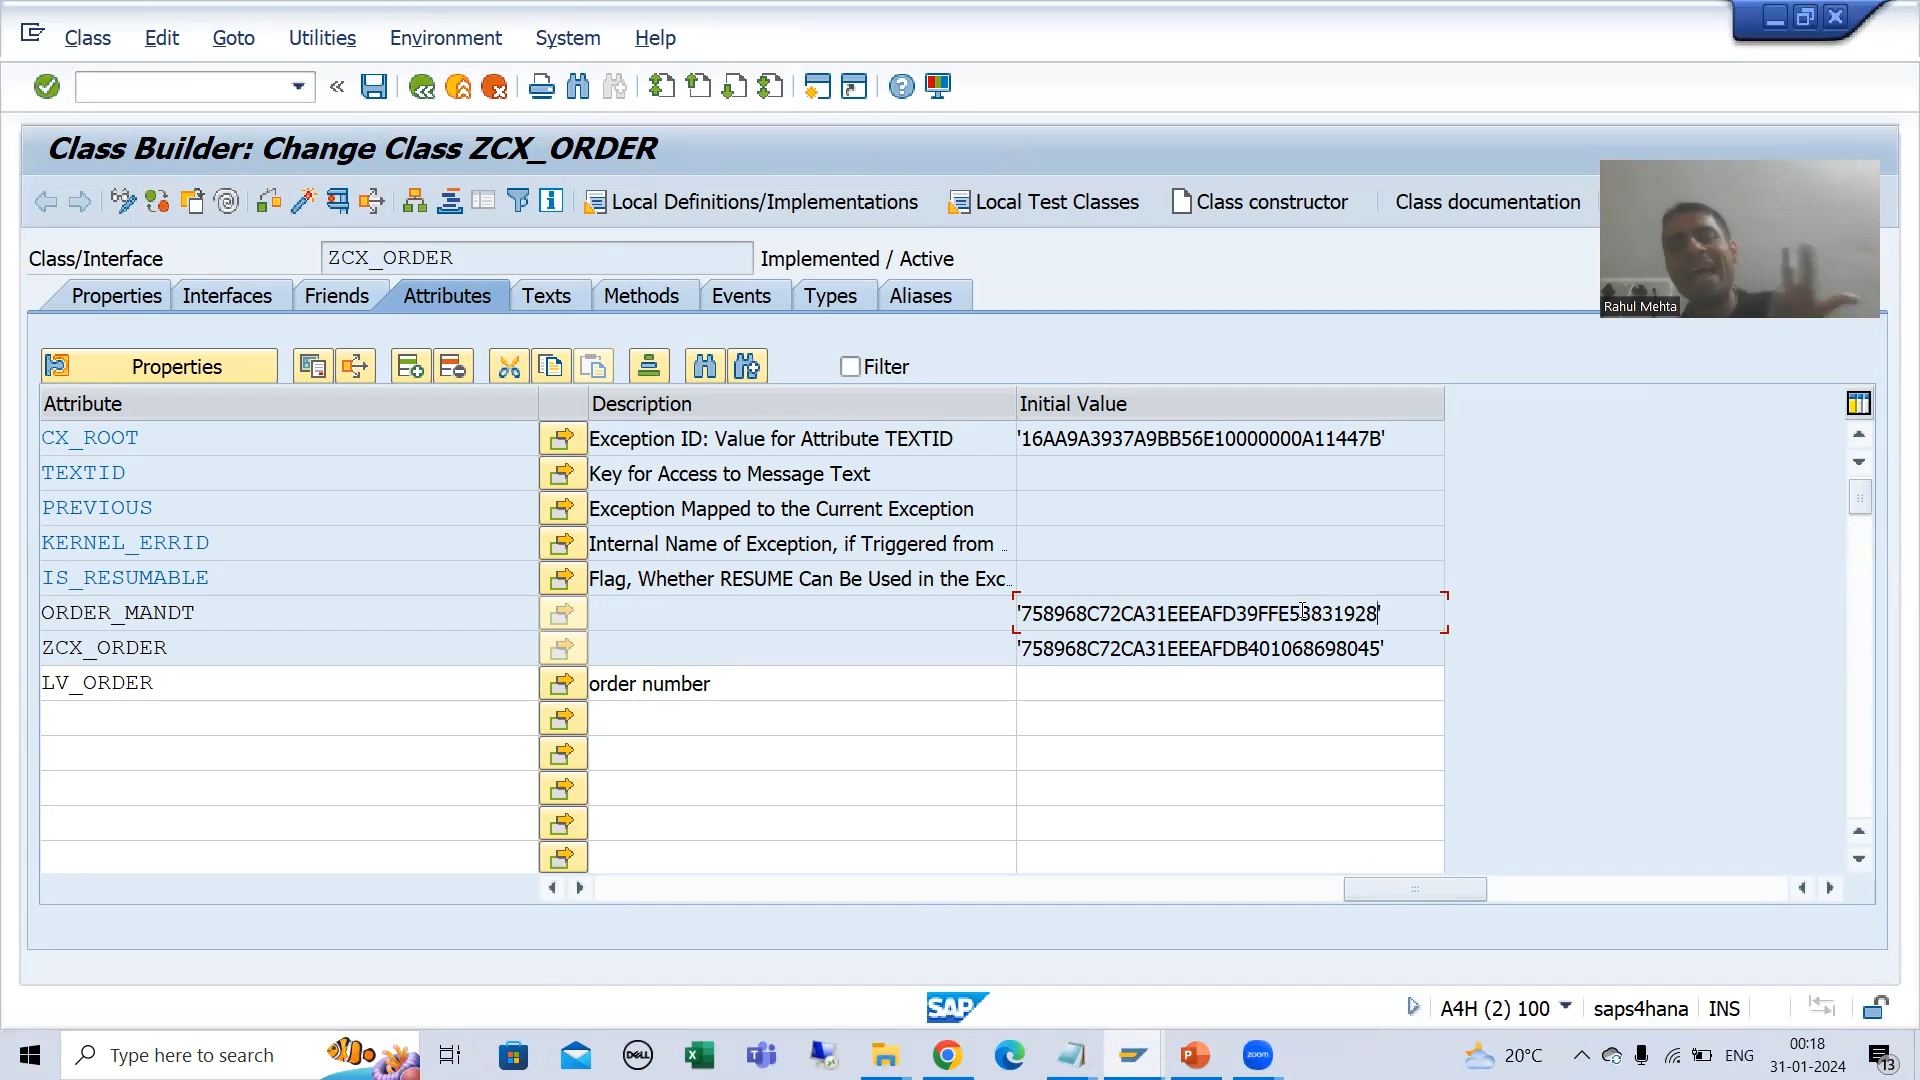 Class Edit Goto Utilities Environment System Help
Class Builder: Change Class ZCX_ORDER
Local Definitions/Implementations Local Test Classes Class constructor Class documentation
Rahul Mehta
Class/Interface ZCX_ORDER Implemented / Active
Properties Interfaces Friends Attributes Texts Methods Events Types Aliases
Properties Filter
Attribute Description Initial Value
CX_ROOT Exception ID: Value for Attribute TEXTID '16AA9A3937A9BB56E10000000A11447B'
TEXTID Key for Access to Message Text
PREVIOUS Exception Mapped to the Current Exception
KERNEL_ERRID Internal Name of Exception, if Triggered from ...
IS_RESUMABLE Flag, Whether RESUME Can Be Used in the Exc...
ORDER_MANDT '758968C72CA31EEEAFD39FFE53831928'
ZCX_ORDER '758968C72CA31EEEAFDB401068698045'
LV_ORDER order number
SAP A4H (2) 100 saps4hana INS
Type here to search DELL zoom 20°C ENG 00:18
31-01-2024 13